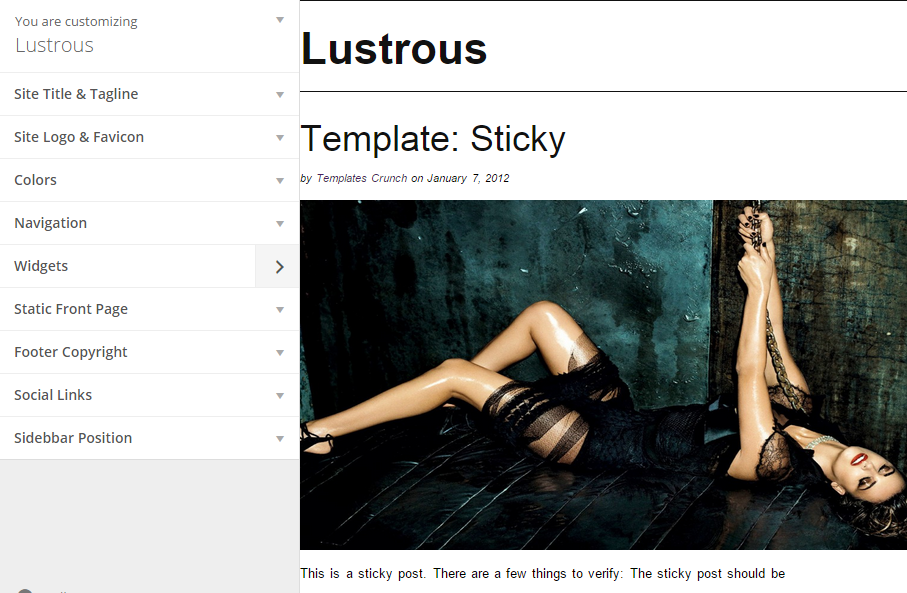 You are customizing
Lustrous
Site Title & Tagline
Site Logo & Favicon
Colors
Navigation
Widgets
Static Front Page
Footer Copyright
Social Links
Sidebbar Position
Lustrous
Template: Sticky
by Templates Crunch on January 7, 2012
This is a sticky post. There are a few things to verify: The sticky post should be